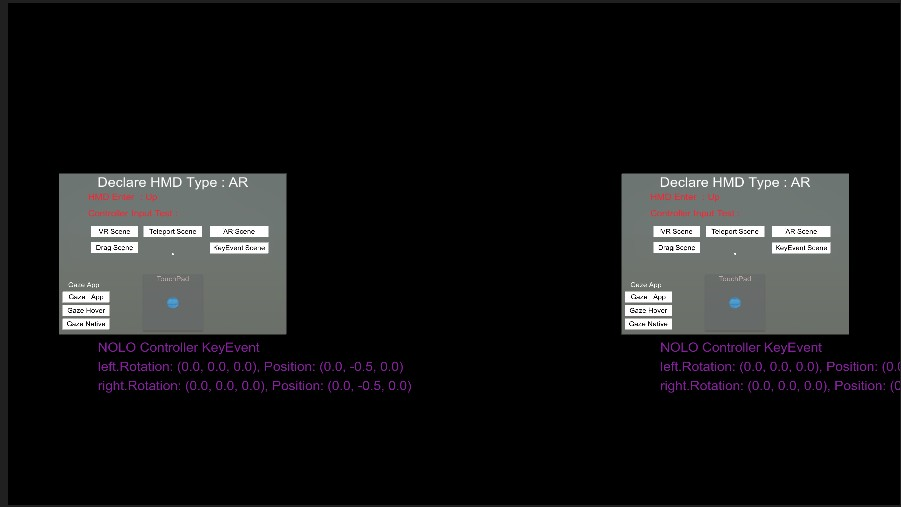 Declare HMD Type : AR
HMD Enter - Up
Controller Input Test :
VR Scene Teleport Scene AR Scene
Drag Scene KeyEvent Scene
TouchPad
Gaze App
Gaze App
Gaze Hover
Gaze Native
NOLO Controller KeyEvent
left.Rotation: (0.0, 0.0, 0.0), Position: (0.0, -0.5, 0.0)
right.Rotation: (0.0, 0.0, 0.0), Position: (0.0, -0.5, 0.0)
Declare HMD Type : AR
HMD Enter - Up
Controller Input Test
VR Scene Teleport Scene AR Scene
Drag Scene KeyEvent Scene
TouchPad
Gaze App
Gaze App
Gaze Hover
Gaze Native
NOLO Controller KeyEvent
left.Rotation: (0.0, 0.0, 0.0), Position: (0.0
right.Rotation: (0.0, 0.0, 0.0), Position: (0